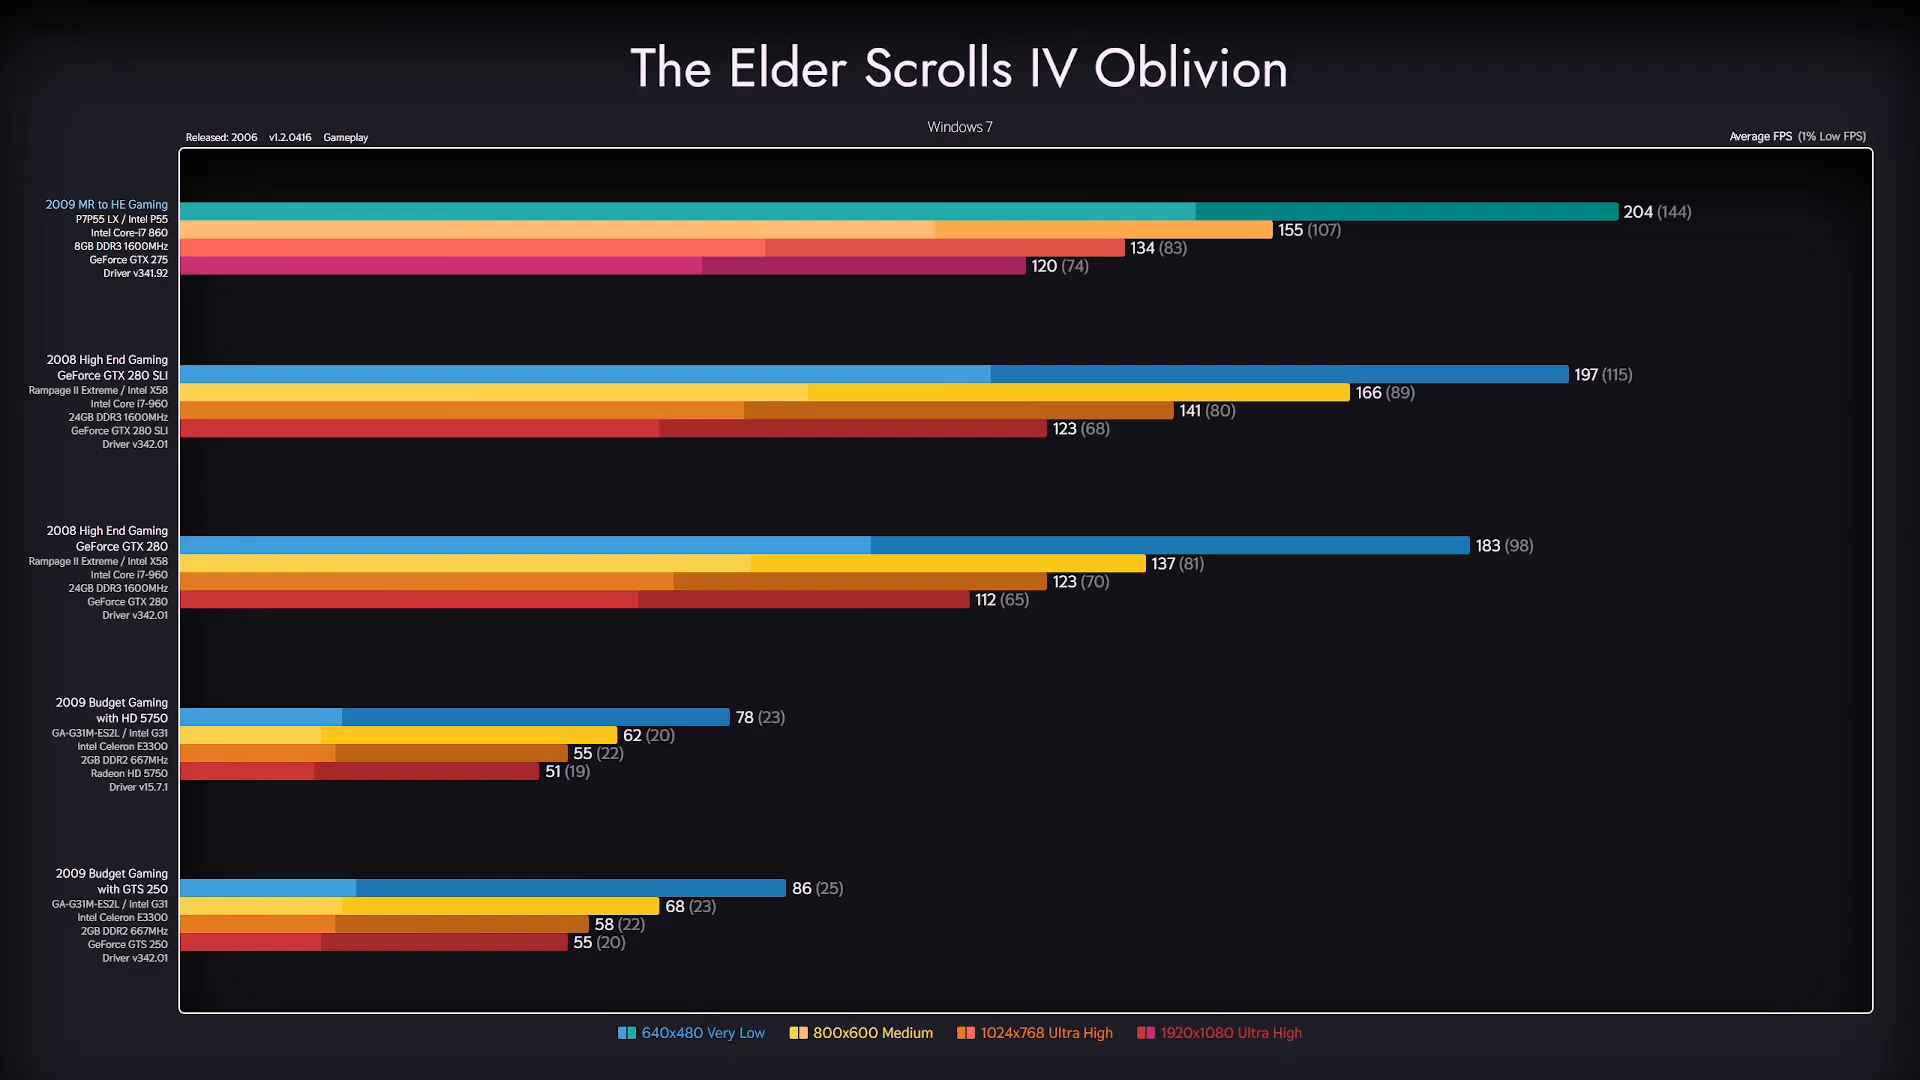 The Elder Scrolls IV Oblivion
Windows 7
Released: 2006 v1.2.0416 Gameplay
Average FPS (1% Low FPS)
2009 MR to HE Gaming
P7P55 LX / Intel P55
Intel Core-i7 860
8GB DDR3 1600MHz
GeForce GTX 275
Driver v341.92
204 (144)
155 (107)
134 (83)
120 (74)
2008 High End Gaming
GeForce GTX 280 SLI
Rampage II Extreme / Intel X58
Intel Core i7-960
24GB DDR3 1600MHz
GeForce GTX 280 SLI
Driver v342.01
197 (115)
166 (89)
141 (80)
123 (68)
2008 High End Gaming
GeForce GTX 280
Rampage II Extreme / Intel X58
Intel Core i7-960
24GB DDR3 1600MHz
GeForce GTX 280
Driver v342.01
183 (98)
137 (81)
123 (70)
112 (65)
2009 Budget Gaming
with HD 5750
GA-G31M-ES2L / Intel G31
Intel Celeron E3300
2GB DDR2 667MHz
Radeon HD 5750
Driver v15.7.1
78 (23)
62 (20)
55 (22)
51 (19)
2009 Budget Gaming
with GTS 250
GA-G31M-ES2L / Intel G31
Intel Celeron E3300
2GB DDR2 667MHz
GeForce GTS 250
Driver v342.01
86 (25)
68 (23)
58 (22)
55 (20)
640x480 Very Low
800x600 Medium
1024x768 Ultra High
1920x1080 Ultra High